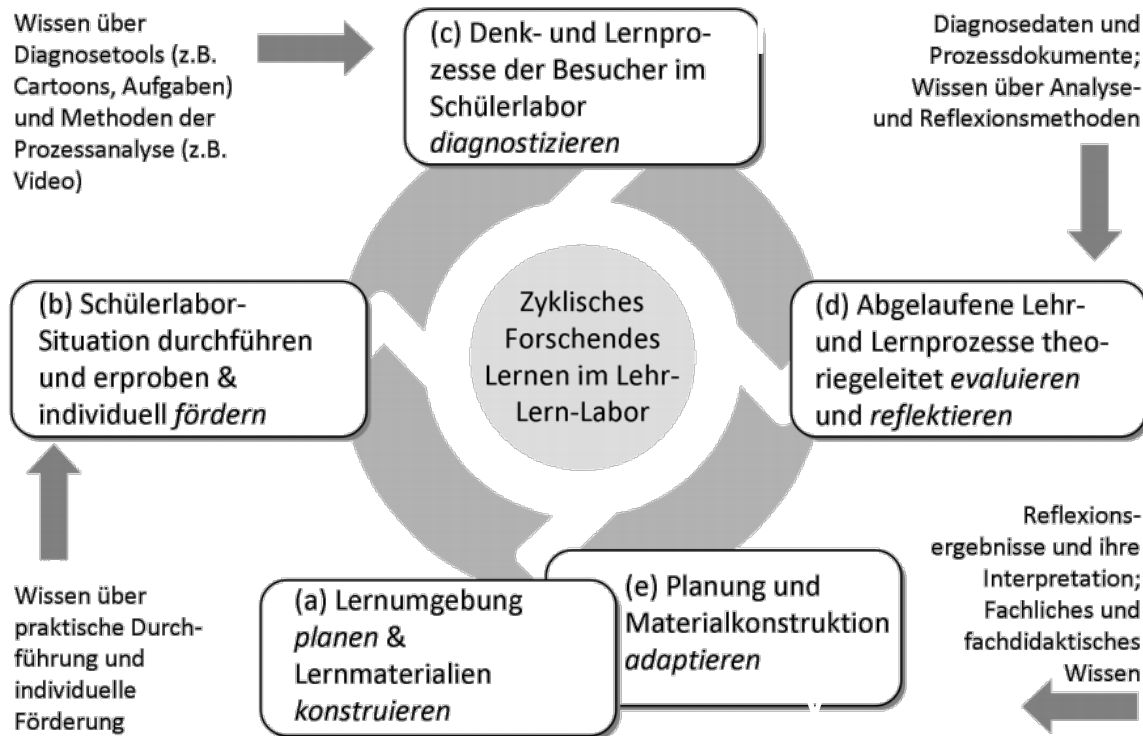 Wissen über
Diagnosetools (z.B.
Cartoons, Aufgaben)
und Methoden der
Prozessanalyse (z.B.
Video)
(c) Denk- und Lernpro-
zesse der Besucher im
Schülerlabor
diagnostizieren
Diagnosedaten und
Prozessdokumente;
Wissen über Analyse-
und Reflexionsmethoden
(b) Schülerlabor-
Situation durchführen
und erproben &
individuell fördern
Zyklisches
Forschendes
Lernen im Lehr-
Lern-Labor
(d) Abgelaufene Lehr-
und Lernprozesse theo-
riegeleitet evaluieren
und reflektieren
Wissen über
praktische Durch-
führung und
individuelle
Förderung
(a) Lernumgebung
planen &
Lernmaterialien
konstruieren
(e) Planung und
Materialkonstruktion
adaptieren
Reflexions-
ergebnisse und ihre
Interpretation;
Fachliches und
fachdidaktisches
Wissen